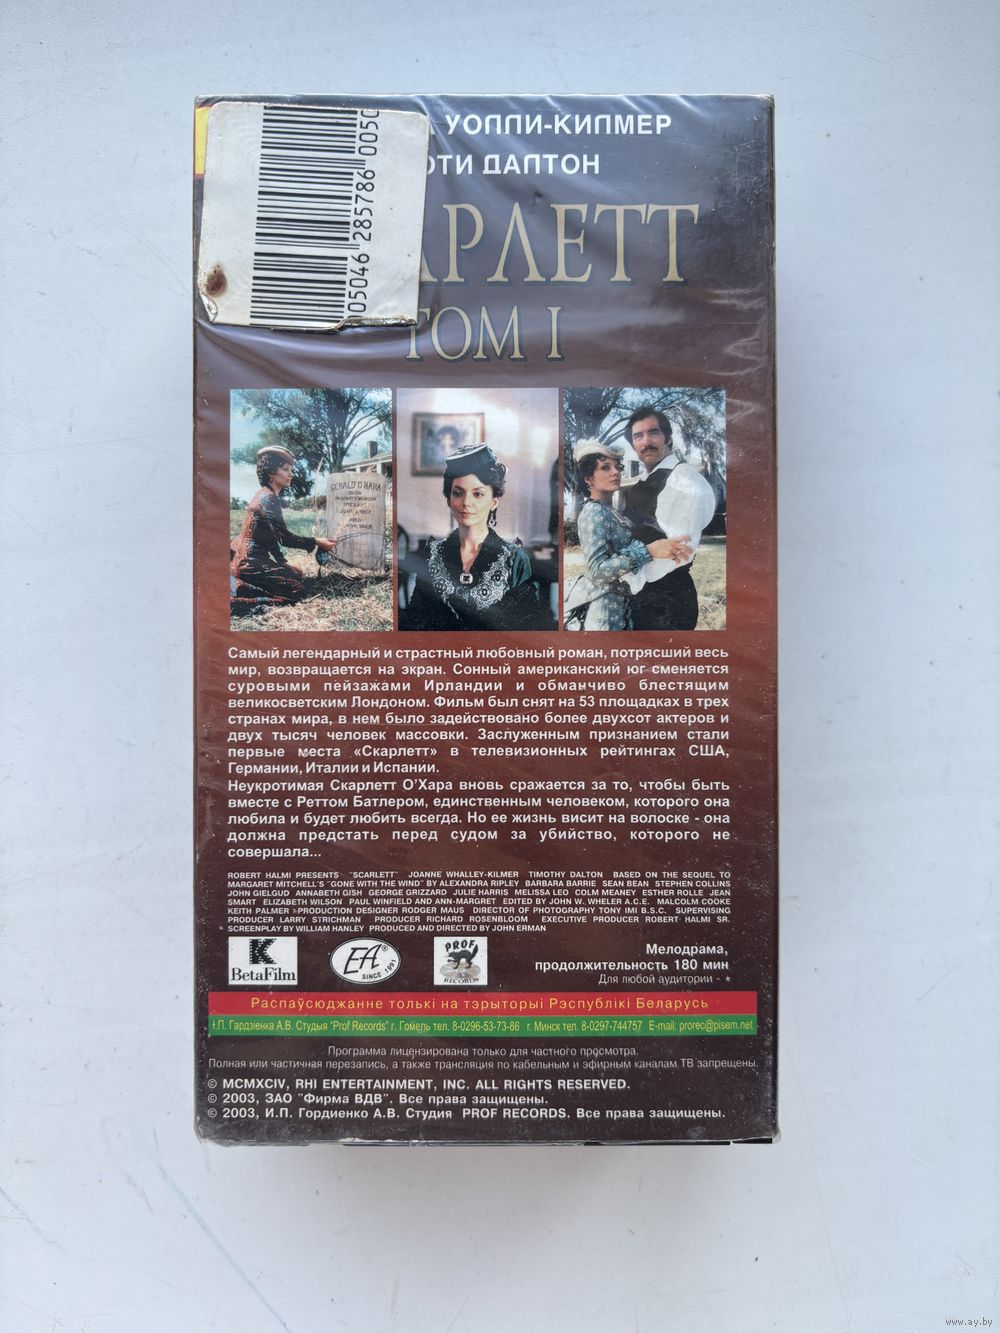 УОЛЛИ-КИЛМЕР
ОТИ ДАЛТОН
АРЛЕТТ
ТОМ I
05046 285786 0050
GERALD O'HARA
Самый легендарный и страстный любовный роман, потрясший весь
мир, возвращается на экран. Сонный американский юг сменяется
суровыми пейзажами Ирландии и обманчиво блестящим
великосветским Лондоном. Фильм был снят на 53 площадках в трех
странах мира, в нем было задействовано более двухсот актеров и
двух тысяч человек массовки. Заслуженным признанием стали
первые места «Скарлетт» в телевизионных рейтингах США,
Германии, Италии и Испании.
Неукротимая Скарлетт О'Хара вновь сражается за то, чтобы быть
вместе с Реттом Батлером, единственным человеком, которого она
любила и будет любить всегда. Но ее жизнь висит на волоске - она
должна предстать перед судом за убийство, которого не
совершала...
ROBERT HALMI PRESENTS "SCARLETT" JOANNE WHALLEY-KILMER TIMOTHY DALTON BASED ON THE SEQUEL TO
MARGARET MITCHELL'S "GONE WITH THE WIND" BY ALEXANDRA RIPLEY BARBARA BARRIE SEAN BEAN STEPHEN COLLINS
JOHN GIELGUD ANNABETH GISH GEORGE GRIZZARD JULIE HARRIS MELISSA LEO COLM MEANEY ESTHER ROLLE JEAN
SMART ELIZABETH WILSON PAUL WINFIELD AND ANN-MARGRET EDITED BY JOHN W. WHELER A.C.E. MALCOLM COOKE
KEITH PALMER PRODUCTION DESIGNER RODGER MAUS DIRECTOR OF PHOTOGRAPHY TONY IMI B.S.C. SUPERVISING
PRODUCER LARRY STRICHMAN PRODUCER RICHARD ROSENBLOOM EXECUTIVE PRODUCER ROBERT HALMI SR.
SCREENPLAY BY WILLIAM HANLEY PRODUCED AND DIRECTED BY JOHN ERMAN
K BetaFilm
EA® SINCE 1991
PROF RECORDS
Мелодрама,
продолжительность 180 мин
Для любой аудитории - *
Распаўсюджанне толькі на тэрыторыі Рэспублікі Беларусь
І.П. Гардзіенка А.В. Студыя "Prof Records" г. Гомель тел. 8-0296-53-73-86 г. Минск тел. 8-0297-744757 E-mail: prorec@pisem.net
Программа лицензирована только для частного просмотра.
Полная или частичная перезапись, а также трансляция по кабельным и эфирным каналам ТВ запрещены.
© MCMXCIV, RHI ENTERTAINMENT, INC. ALL RIGHTS RESERVED.
© 2003, ЗАО "Фирма ВДВ". Все права защищены.
© 2003, И.П. Гордиенко А.В. Студия PROF RECORDS. Все права защищены.
www.ay.by